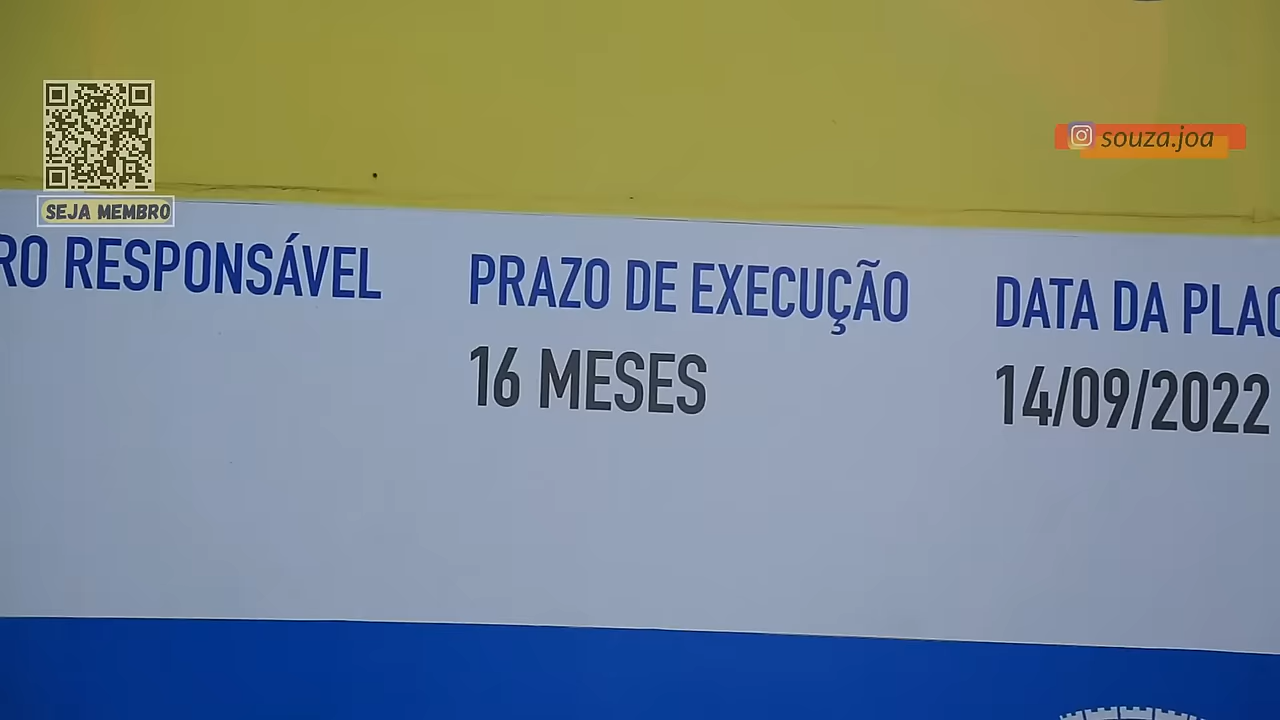 SEJA MEMBRO
souza.joa
RO RESPONSÁVEL
PRAZO DE EXECUÇÃO
16 MESES
DATA DA PLAC
14/09/2022